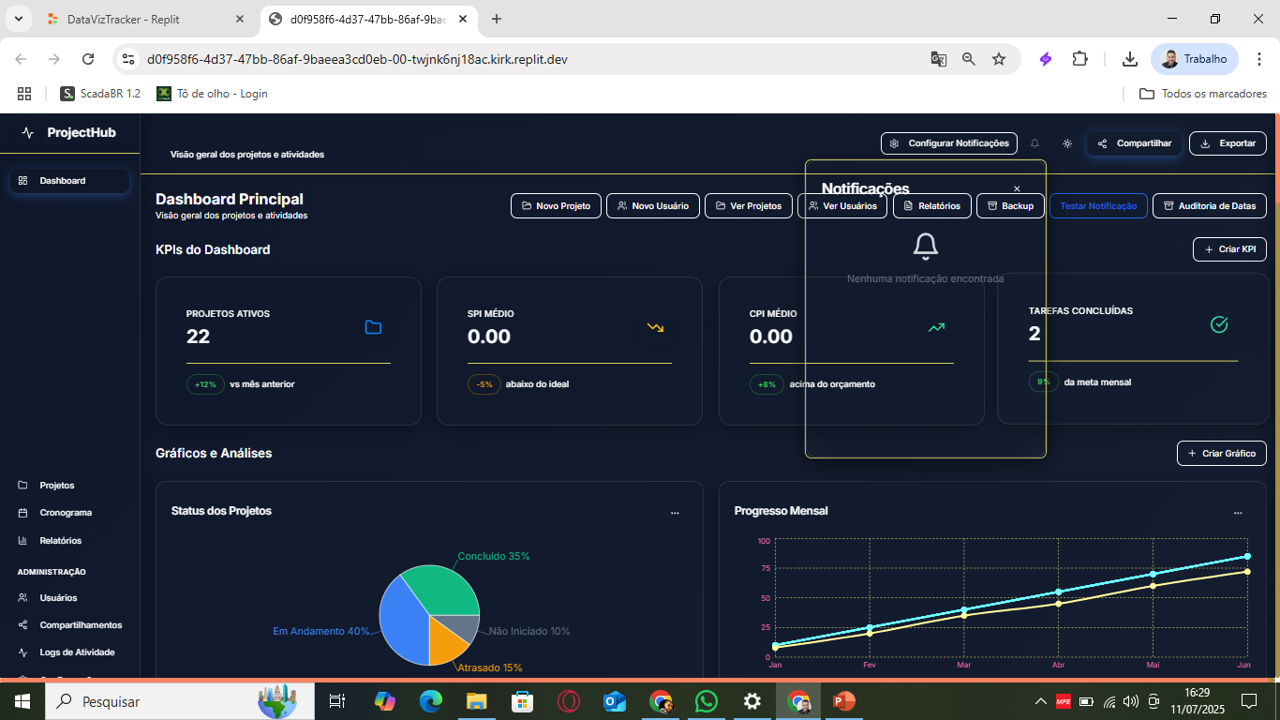 DataVizTracker - Replit
d0f958f6-4d37-47bb-86af-9bae
d0f958f6-4d37-47bb-86af-9baeea3cd0eb-00-twjnk6nj18ac.kirk.replit.dev
Trabalho
ScadaBR 1.2
Tô de olho - Login
Todos os marcadores
ProjectHub
Visão geral dos projetos e atividades
Configurar Notificações
Compartilhar
Exportar
Dashboard
Dashboard Principal
Visão geral dos projetos e atividades
Novo Projeto
Novo Usuário
Ver Projetos
Ver Usuários
Relatórios
Backup
Testar Notificação
Auditoria de Datas
Notificações
Nenhuma notificação encontrada
KPIs do Dashboard
Criar KPI
PROJETOS ATIVOS
22
+12% vs mês anterior
SPI MÉDIO
0.00
-5% abaixo do ideal
CPI MÉDIO
0.00
+8% acima do orçamento
TAREFAS CONCLUÍDAS
2
9% da meta mensal
Gráficos e Análises
Criar Gráfico
Projetos
Cronograma
Relatórios
ADMINISTRAÇÃO
Usuários
Compartilhamentos
Logs de Atividade
Status dos Projetos
...
Concluído 35%
Em Andamento 40%
Não Iniciado 10%
Atrasado 15%
Progresso Mensal
...
100
75
50
25
0
Jan Fev Mar Abr Mai Jun
Pesquisar
MPE
16:29
11/07/2025